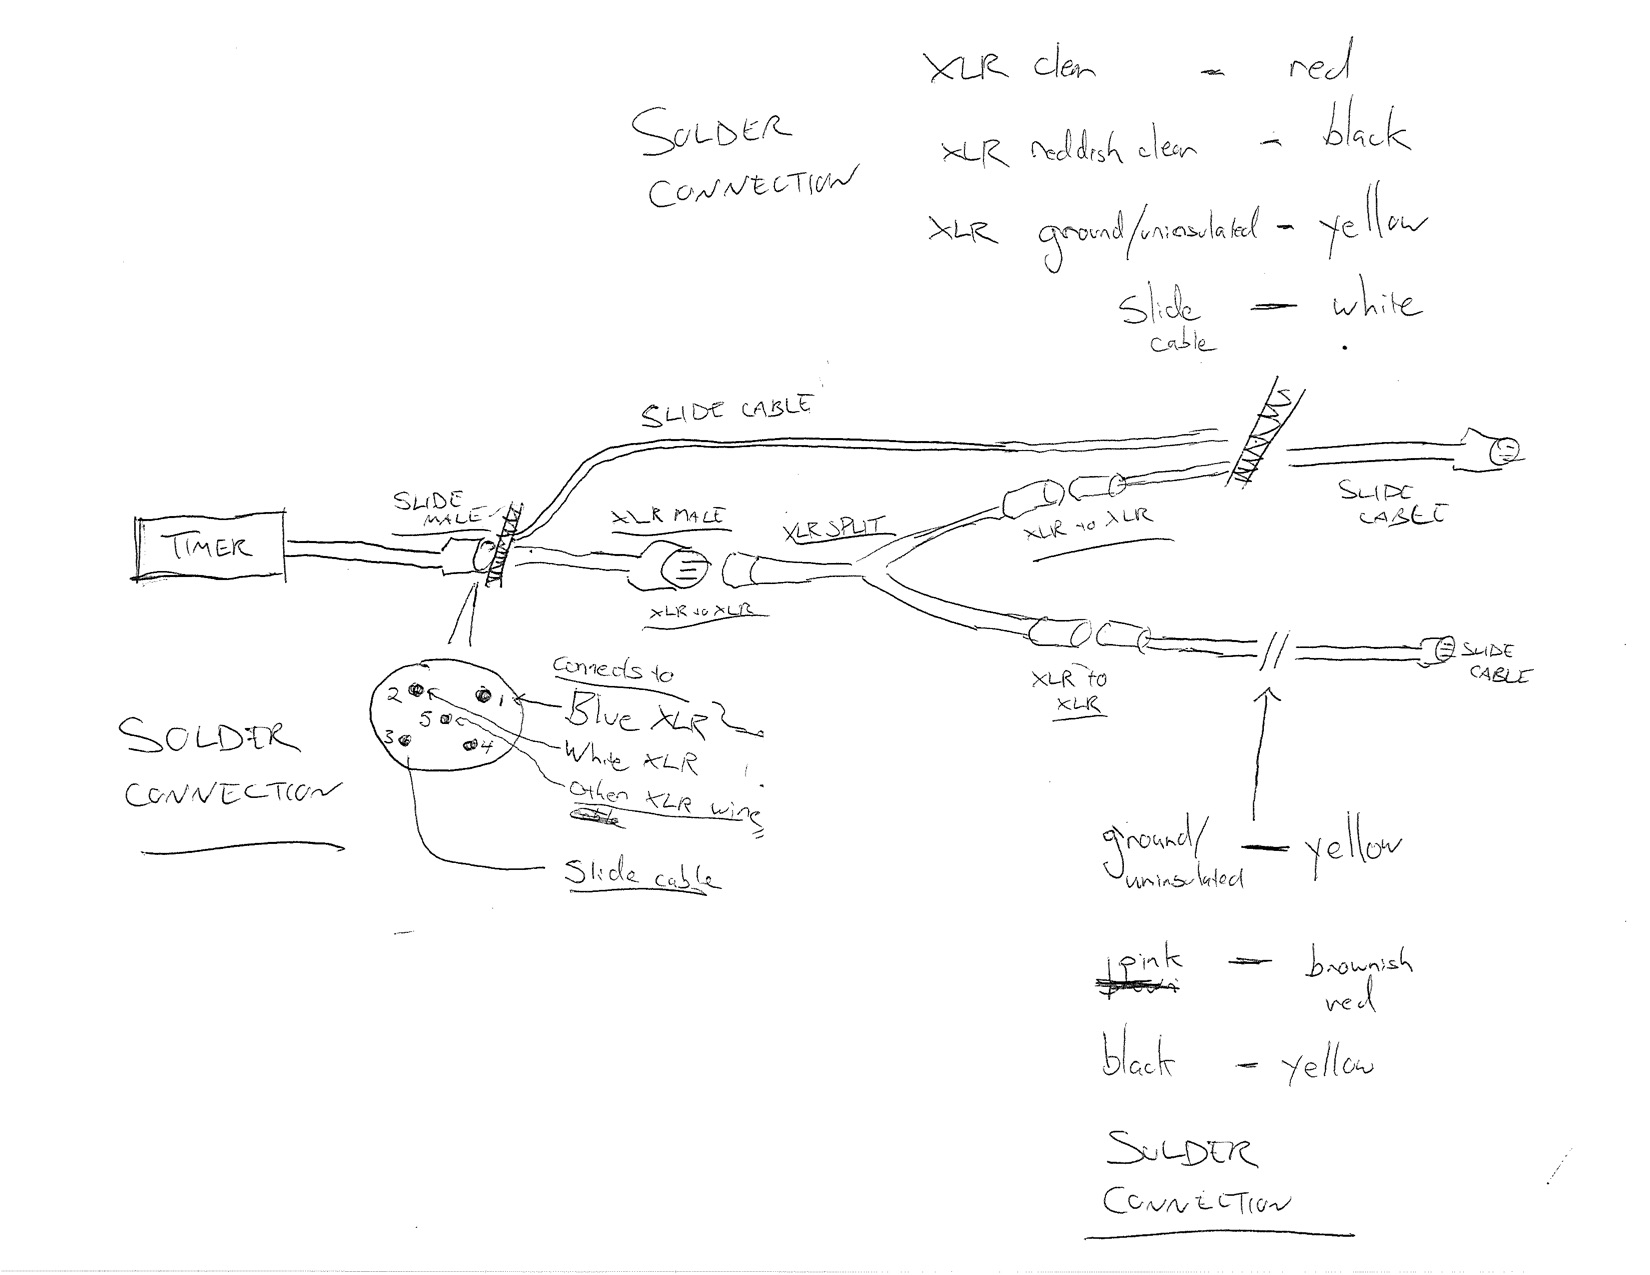 XLR clear - red
SOLDER
CONNECTION
XLR reddish clear - black
XLR ground/uninsulated - yellow
slide cable - white
SLIDE CABLE
SLIDE MALE
XLR MALE
XLR SPLIT
XLR to XLR
SLIDE CABLE
TIMER
XLR to XLR
XLR to XLR
SLIDE CABLE
connects to
2 1 Blue XLR
5
3 4 White XLR
other XLR wire
Slide cable
SOLDER
CONNECTION
ground/uninsulated - yellow
pink - brownish red
black - yellow
SOLDER
CONNECTION